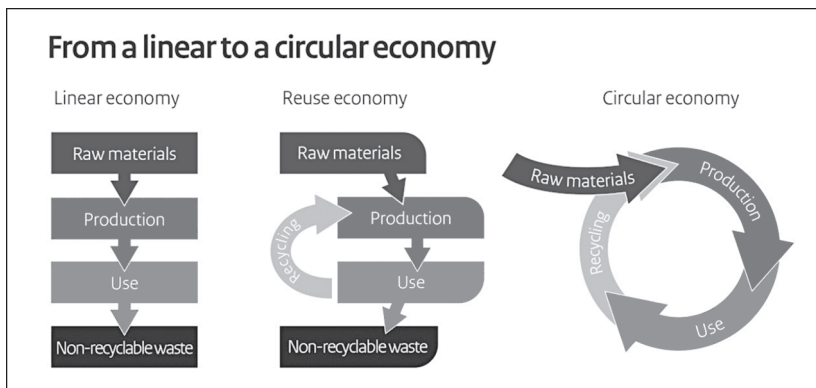 From a linear to a circular economy
Linear economy
Raw materials
Production
Use
Non-recyclable waste
Reuse economy
Raw materials
Production
Recycling
Use
Non-recyclable waste
Circular economy
Raw materials
Production
Use
Recycling